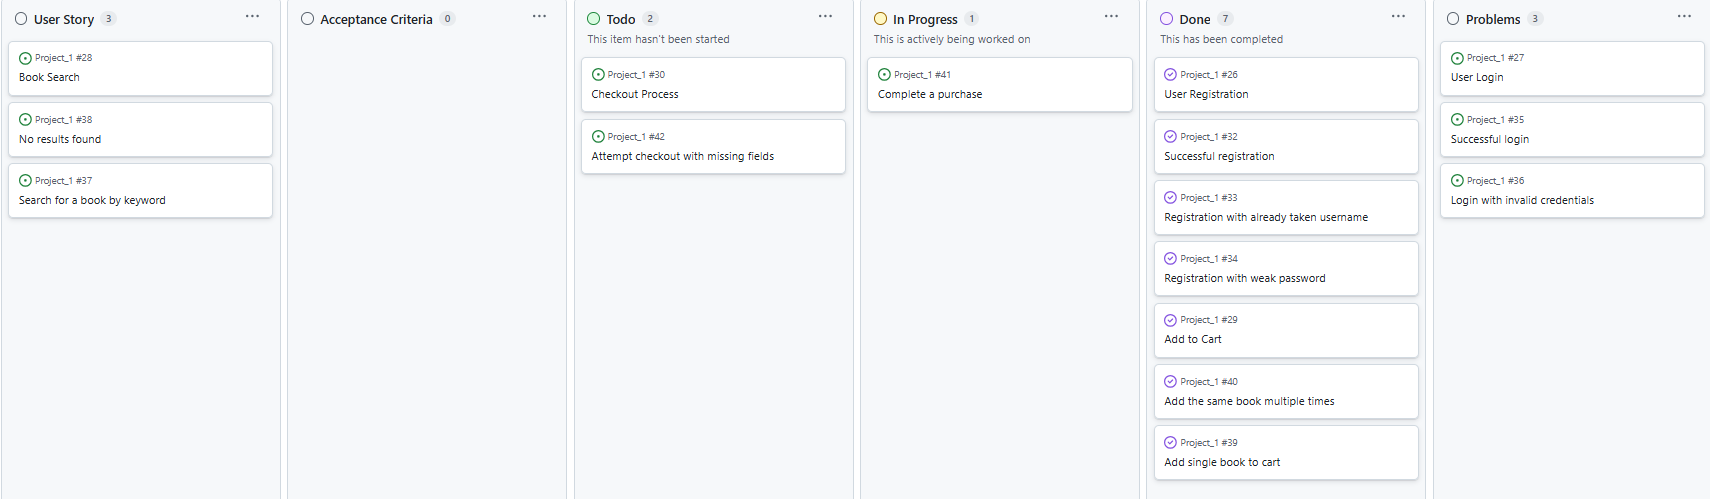 User Story 3
Project_1 #28
Book Search
Project_1 #38
No results found
Project_1 #37
Search for a book by keyword
Acceptance Criteria 0
Todo 2
This item hasn't been started
Project_1 #30
Checkout Process
Project_1 #42
Attempt checkout with missing fields
In Progress 1
This is actively being worked on
Project_1 #41
Complete a purchase
Done 7
This has been completed
Project_1 #26
User Registration
Project_1 #32
Successful registration
Project_1 #33
Registration with already taken username
Project_1 #34
Registration with weak password
Project_1 #29
Add to Cart
Project_1 #40
Add the same book multiple times
Project_1 #39
Add single book to cart
Problems 3
Project_1 #27
User Login
Project_1 #35
Successful login
Project_1 #36
Login with invalid credentials